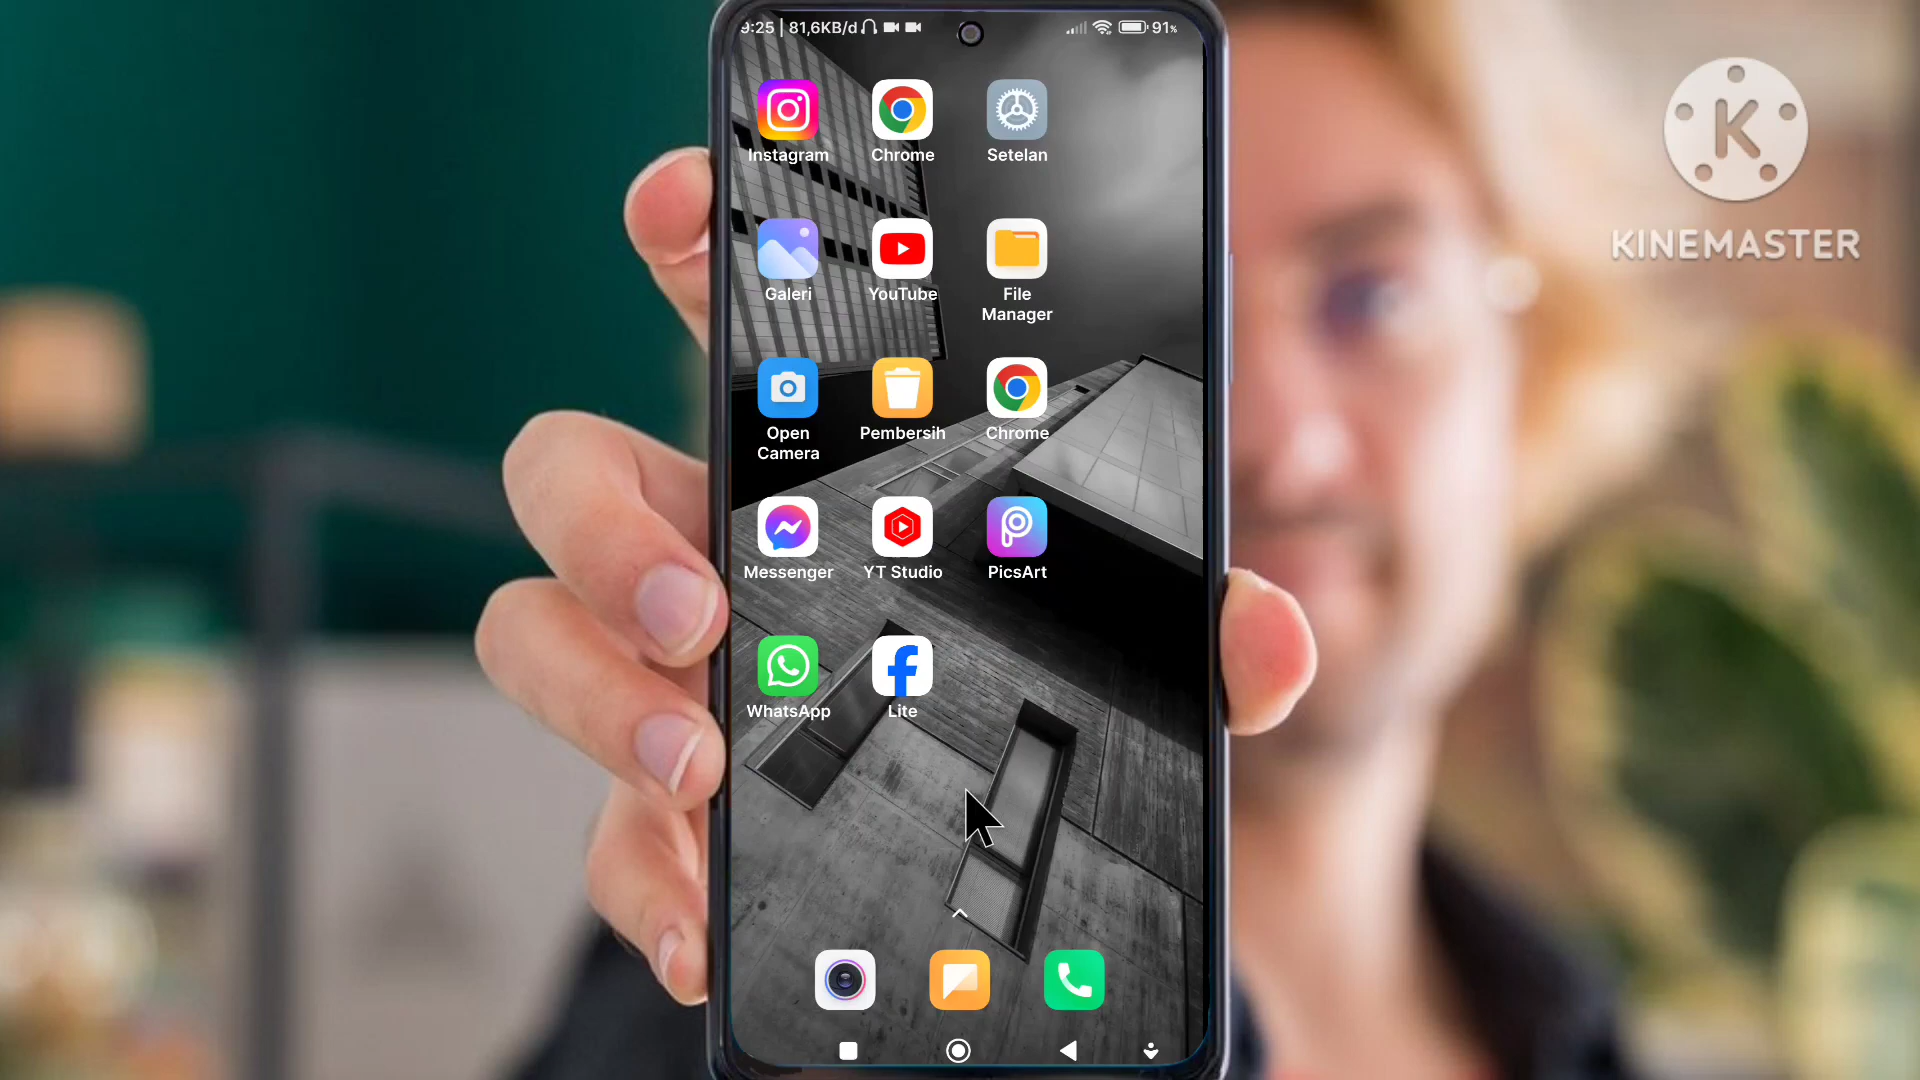 9:25 | 81,6KB/d
91%
Instagram
Chrome
Setelan
Galeri
YouTube
File
Manager
Open
Camera
Pembersih
Chrome
Messenger
YT Studio
PicsArt
WhatsApp
Lite
K
KINEMASTER